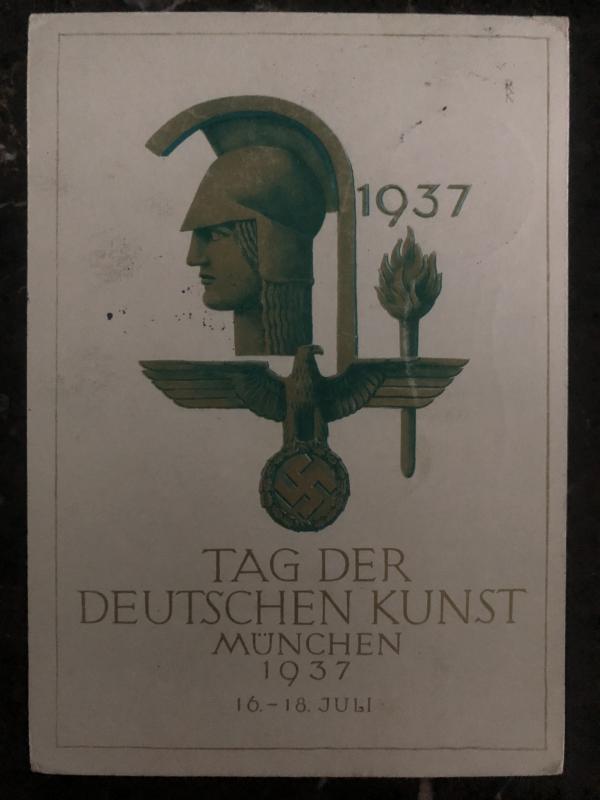 1937
TAG DER
DEUTSCHEN KUNST
MÜNCHEN
1937
16.-18. JULI